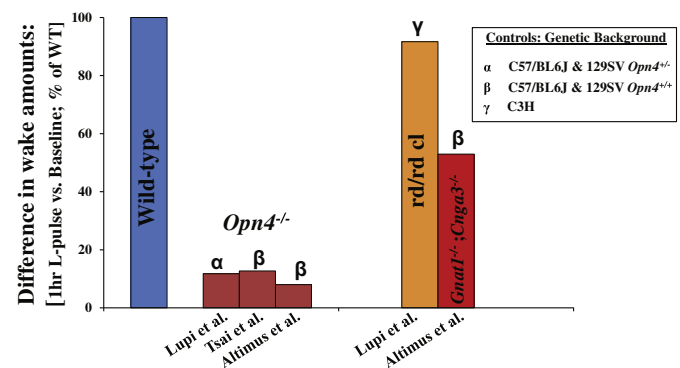 Difference in wake amounts:
[1hr L-pulse vs. Baseline; % of WT]
100
80
60
40
20
0
Wild-type
Opn4-/-
α
β
β
γ
β
rd/rd cl
Gnat1-/- ;Cnga3-/-
Lupi et al.
Tsai et al.
Altimus et al.
Lupi et al.
Altimus et al.
Controls: Genetic Background
α C57/BL6J & 129SV Opn4+/-
β C57/BL6J & 129SV Opn4+/+
γ C3H